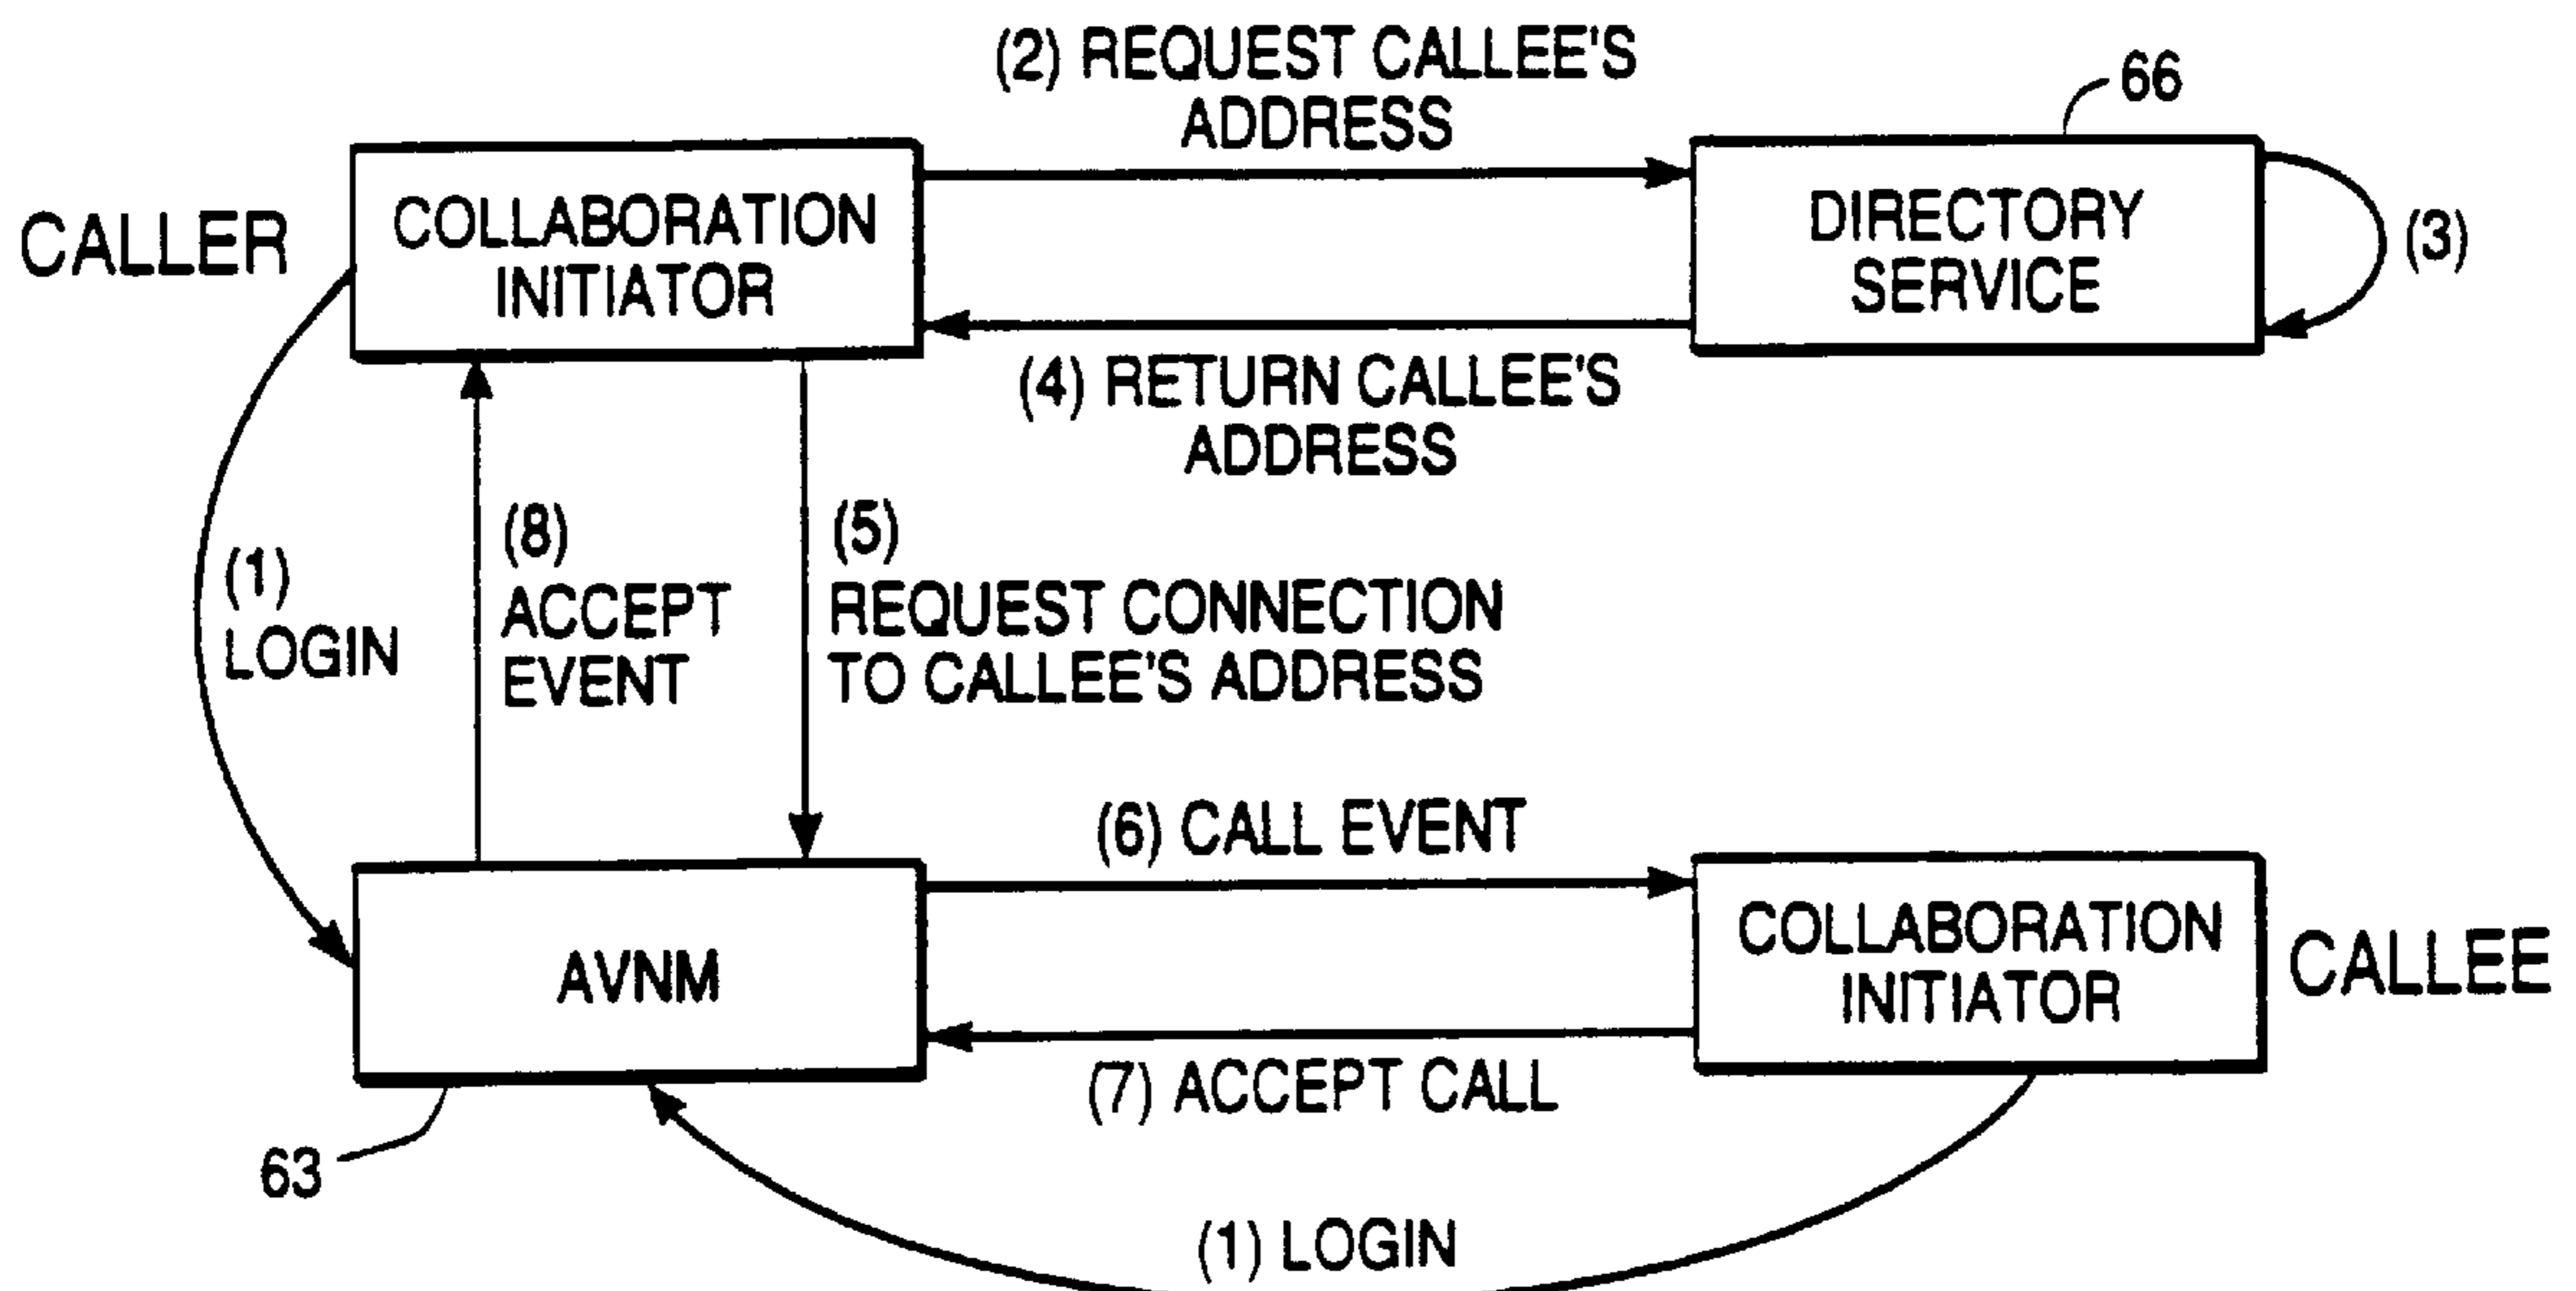 (2) REQUEST CALLEE'S
ADDRESS
66
CALLER
COLLABORATION
INITIATOR
DIRECTORY
SERVICE
(3)
(4) RETURN CALLEE'S
ADDRESS
(1)
LOGIN
(8)
ACCEPT
EVENT
(5)
REQUEST CONNECTION
TO CALLEE'S ADDRESS
(6) CALL EVENT
AVNM
COLLABORATION
INITIATOR
CALLEE
(7) ACCEPT CALL
63
(1) LOGIN